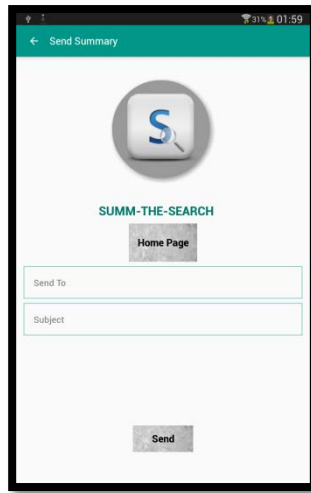 31% 01:59
Send Summary
S
SUMM-THE-SEARCH
Home Page
Send To
Subject
Send